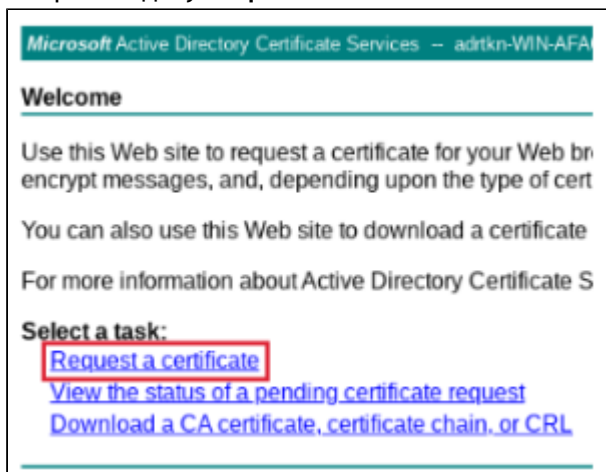 Microsoft Active Directory Certificate Services -- adrtkn-WIN-AFA
Welcome
Use this Web site to request a certificate for your Web br
encrypt messages, and, depending upon the type of cert
You can also use this Web site to download a certificate
For more information about Active Directory Certificate S
Select a task:
Request a certificate
View the status of a pending certificate request
Download a CA certificate, certificate chain, or CRL